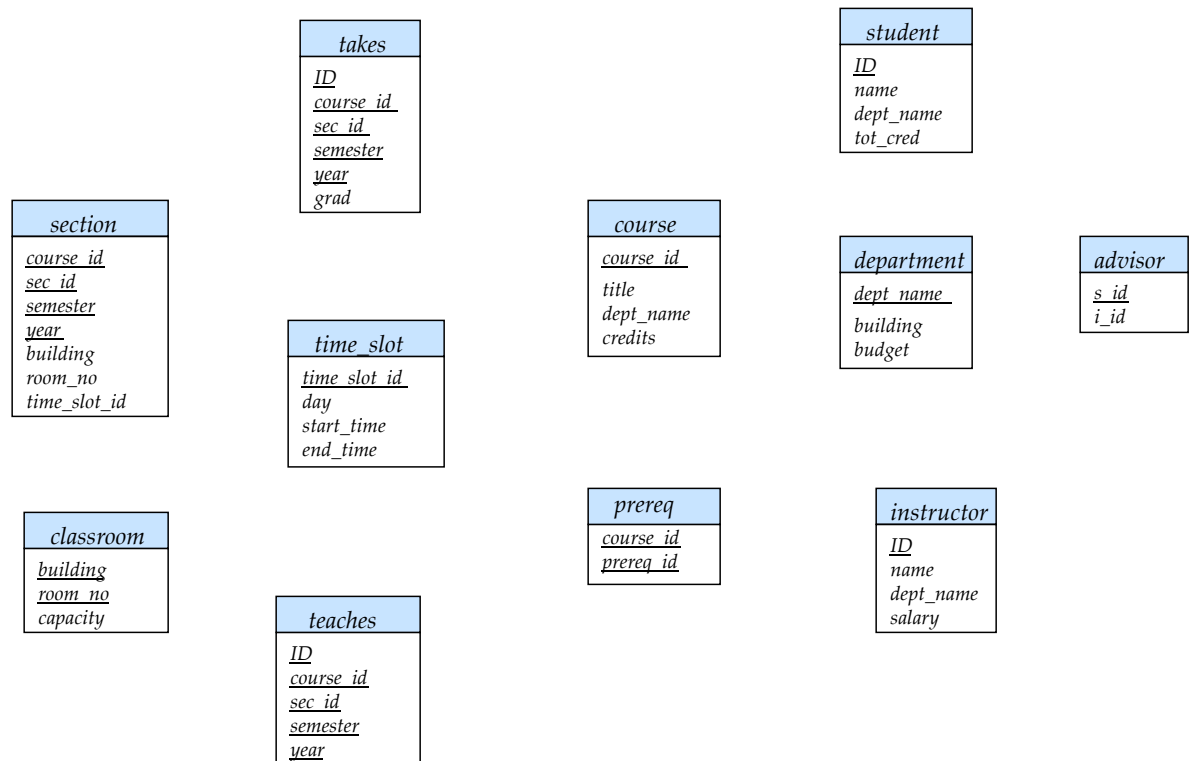 takes
ID
course_id
sec_id
semester
year
grad
student
ID
name
dept_name
tot_cred
section
course_id
sec_id
semester
year
building
room_no
time_slot_id
time_slot
time_slot_id
day
start_time
end_time
course
course_id
title
dept_name
credits
department
dept_name
building
budget
advisor
s_id
i_id
classroom
building
room_no
capacity
teaches
ID
course_id
sec_id
semester
year
prereq
course_id
prereq_id
instructor
ID
name
dept_name
salary